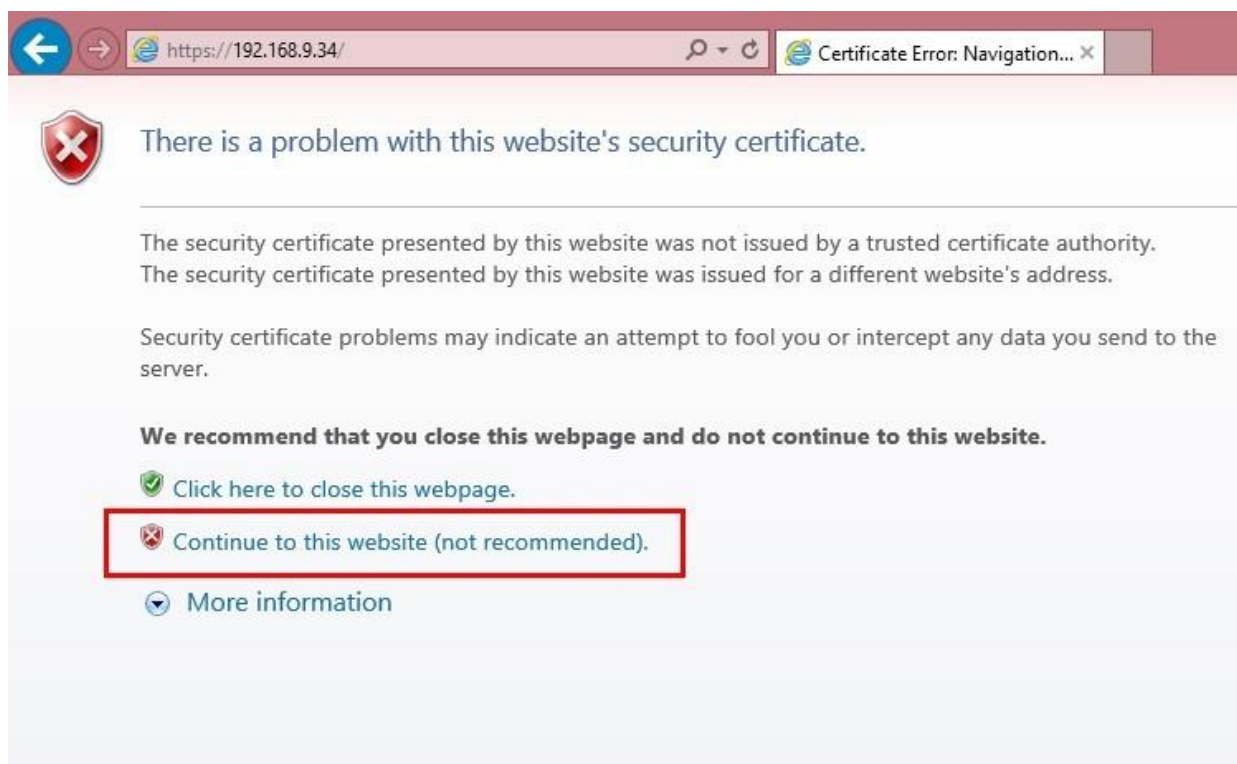 https://192.168.9.34/
Certificate Error: Navigation...
There is a problem with this website's security certificate.
The security certificate presented by this website was not issued by a trusted certificate authority.
The security certificate presented by this website was issued for a different website's address.
Security certificate problems may indicate an attempt to fool you or intercept any data you send to the
server.
We recommend that you close this webpage and do not continue to this website.
Click here to close this webpage.
Continue to this website (not recommended).
More information